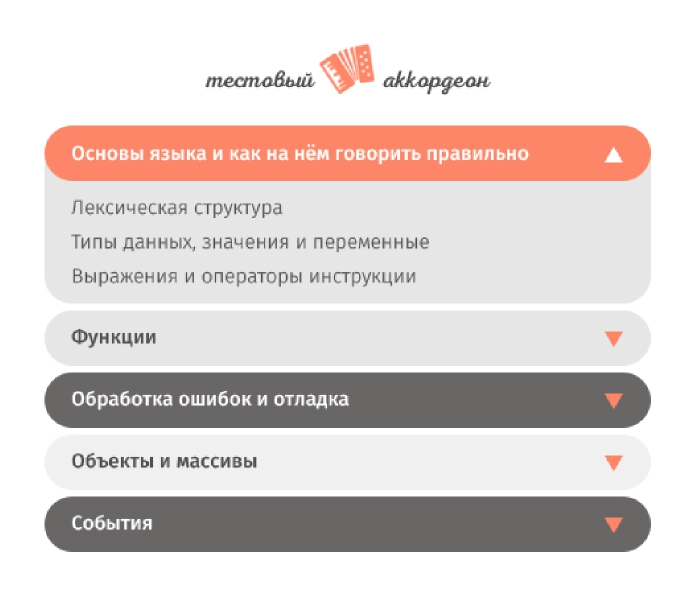 тестовый аккордеон
Основы языка и как на нём говорить правильно
Лексическая структура
Типы данных, значения и переменные
Выражения и операторы инструкции
Функции
Обработка ошибок и отладка
Объекты и массивы
События